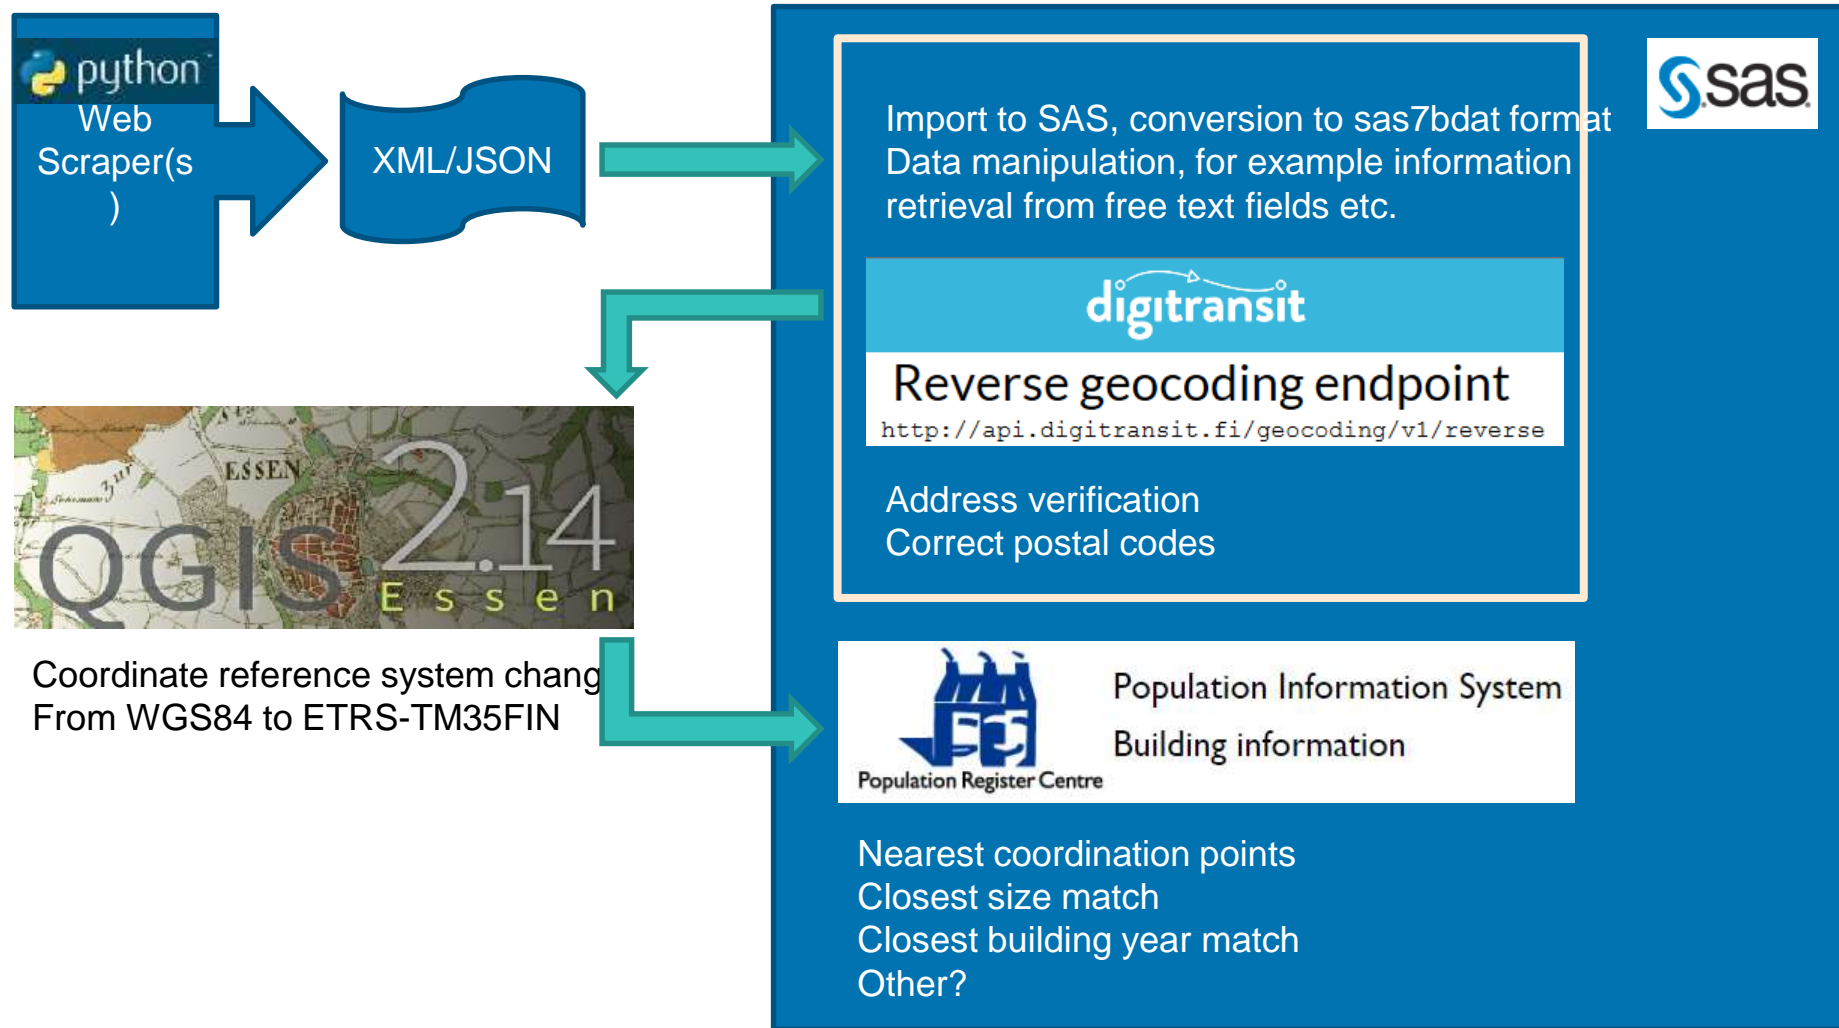 python
Web
Scraper(s
)
XML/JSON
sas
Import to SAS, conversion to sas7bdat format
Data manipulation, for example information
retrieval from free text fields etc.
digitransit
Reverse geocoding endpoint
http://api.digitransit.fi/geocoding/v1/reverse
Address verification
Correct postal codes
ESSEN
zur
QGIS 2.14
Essen
Coordinate reference system chang
From WGS84 to ETRS-TM35FIN
Population Register Centre
Population Information System
Building information
Nearest coordination points
Closest size match
Closest building year match
Other?